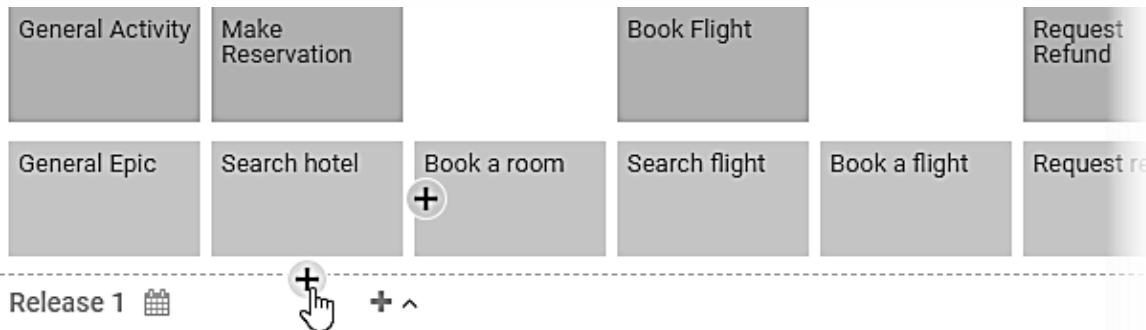 General Activity
Make
Reservation
Book Flight
Request
Refund
General Epic
Search hotel
Book a room
Search flight
Book a flight
Request re
Release 1